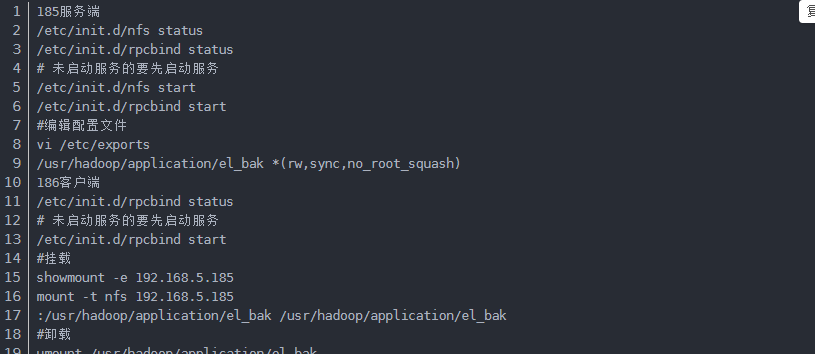 1 185服务端
2 /etc/init.d/nfs status
3 /etc/init.d/rpcbind status
4 # 未启动服务的要先启动服务
5 /etc/init.d/nfs start
6 /etc/init.d/rpcbind start
7 #编辑配置文件
8 vi /etc/exports
9 /usr/hadoop/application/el_bak *(rw,sync,no_root_squash)
10 186客户端
11 /etc/init.d/rpcbind status
12 # 未启动服务的要先启动服务
13 /etc/init.d/rpcbind start
14 #挂载
15 showmount -e 192.168.5.185
16 mount -t nfs 192.168.5.185
17 :/usr/hadoop/application/el_bak /usr/hadoop/application/el_bak
18 #卸载
19 umount /usr/hadoop/application/el_bak